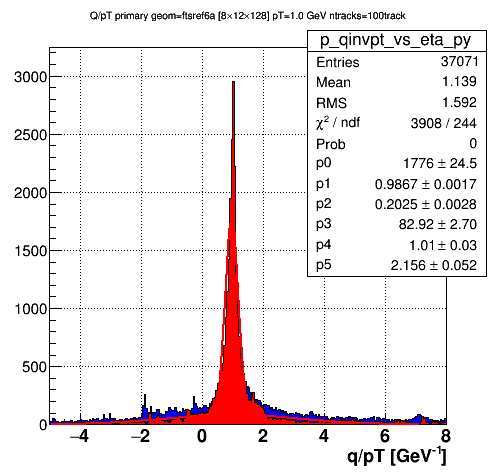 Q/pT primary geom=ftsref6a [8×12×128] pT=1.0 GeV ntracks=100track
p_qinvpt_vs_eta_py
Entries 37071
Mean 1.139
RMS 1.592
χ² / ndf 3908 / 244
Prob 0
p0 1776 ± 24.5
p1 0.9867 ± 0.0017
p2 0.2025 ± 0.0028
p3 82.92 ± 2.70
p4 1.01 ± 0.03
p5 2.156 ± 0.052
3000
2500
2000
1500
1000
500
0
−4 −2 0 2 4 6 8
q/pT [GeV⁻¹]